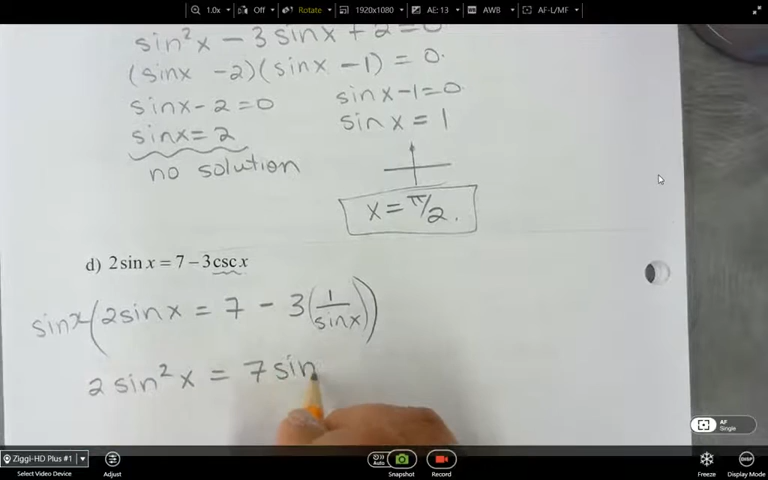 1.0x Off Rotate 1920x1080 AE: 13 AWB AF-L/MF
sin²x - 3 sinx + 2 = 0
(sinx - 2)(sinx - 1) = 0.
sinx - 2 = 0 sinx - 1 = 0
sinx = 2 sinx = 1
no solution
x = π/2.
d) 2 sin x = 7 - 3 csc x
sinx(2sinx = 7 - 3(1/sinx))
2 sin²x = 7 sin
AF
Single
Ziggi-HD Plus #1 Auto
Select Video Device Adjust Snapshot Record Freeze Display Mode
DISP